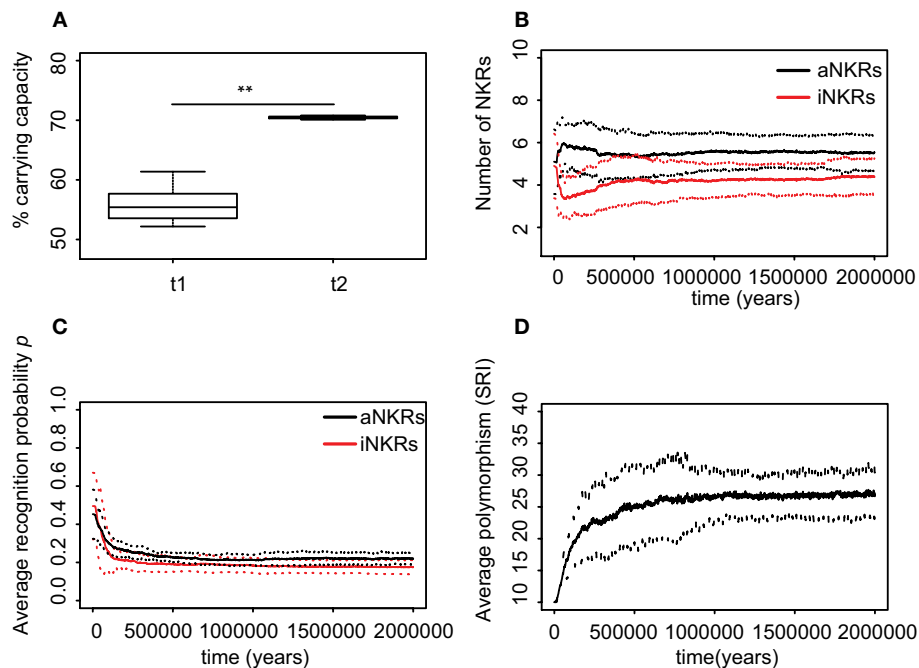 A
% carrying capacity
80
70
60
50
**
t1
t2
B
Number of NKRs
10
8
6
4
2
aNKRs
iNKRs
0 500000 1000000 1500000 2000000
time (years)
C
Average recognition probability p
1.0
0.8
0.6
0.4
0.2
0.0
aNKRs
iNKRs
0 500000 1000000 1500000 2000000
time (years)
D
Average polymorphism (SRI)
40
35
30
25
20
15
10
0 500000 1000000 1500000 2000000
time(years)